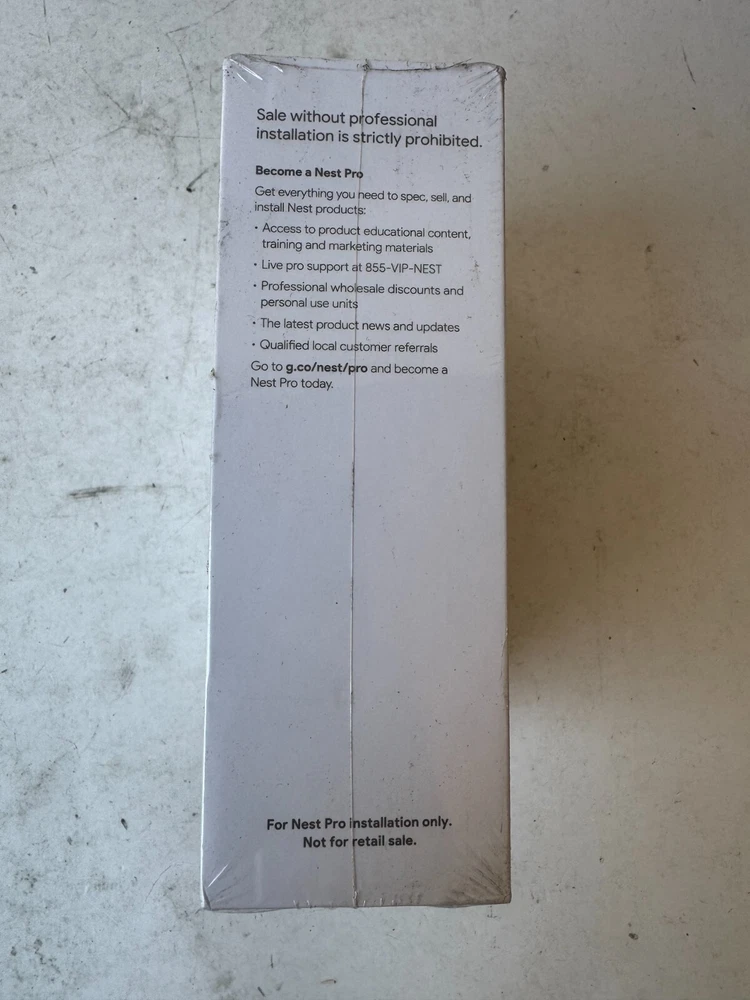 Sale without professional
installation is strictly prohibited.
Become a Nest Pro
Get everything you need to spec, sell, and
install Nest products:
• Access to product educational content,
training and marketing materials
• Live pro support at 855-VIP-NEST
• Professional wholesale discounts and
personal use units
• The latest product news and updates
• Qualified local customer referrals
Go to g.co/nest/pro and become a
Nest Pro today.
For Nest Pro installation only.
Not for retail sale.